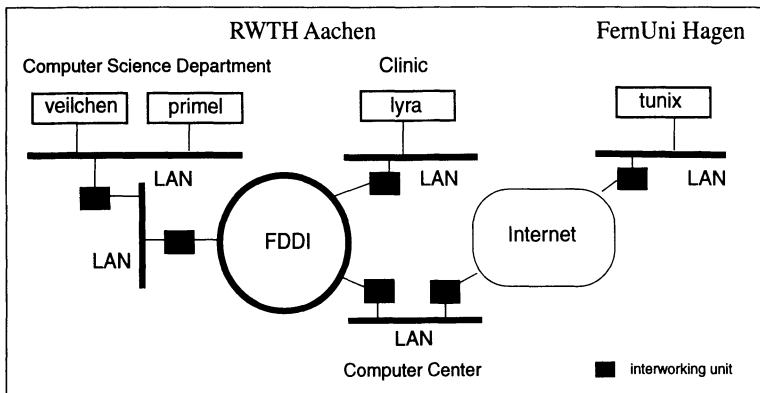 RWTH Aachen
FernUni Hagen
Computer Science Department
Clinic
veilchen
primel
lyra
tunix
LAN
LAN
LAN
LAN
FDDI
Internet
LAN
Computer Center
interworking unit